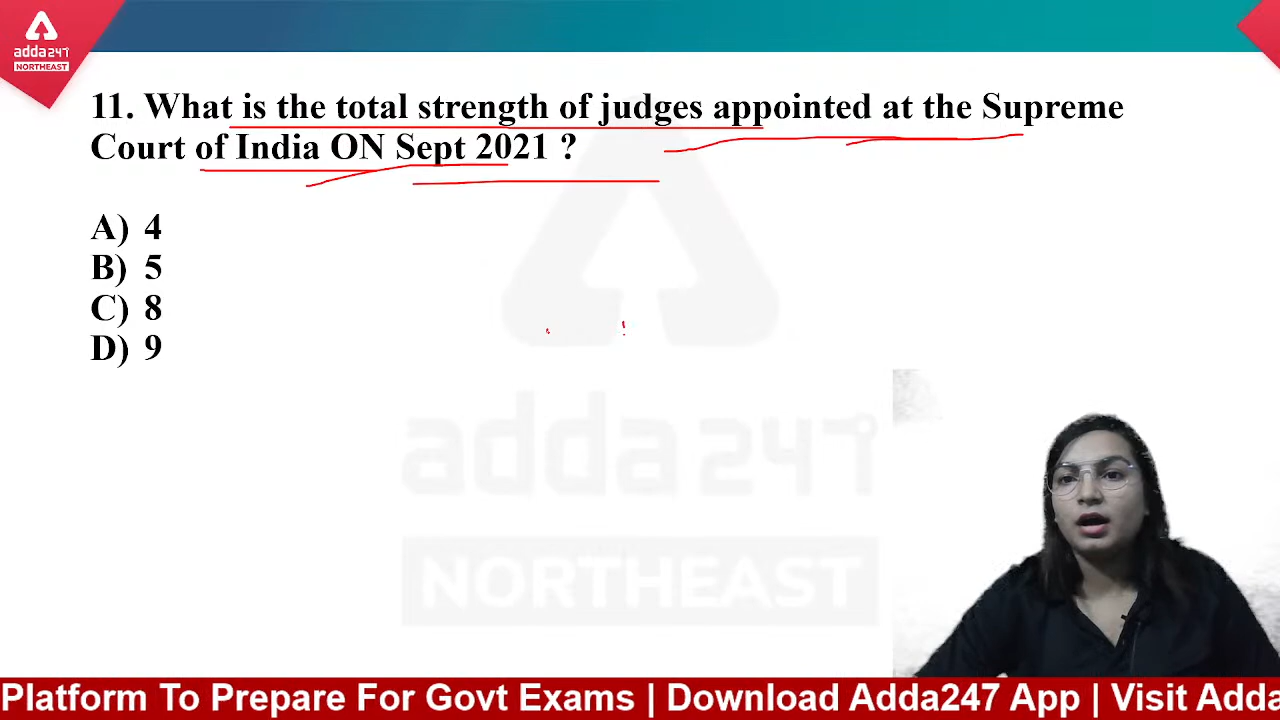 adda247
NORTHEAST
11. What is the total strength of judges appointed at the Supreme
Court of India ON Sept 2021 ?
A) 4
B) 5
C) 8
D) 9
adda247
NORTHEAST
Platform To Prepare For Govt Exams | Download Adda247 App | Visit Adda